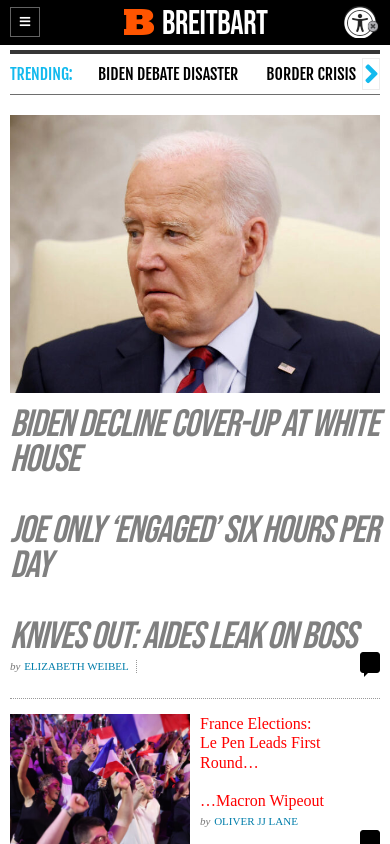 BREITBART
TRENDING: BIDEN DEBATE DISASTER BORDER CRISIS
BIDEN DECLINE COVER-UP AT WHITE
HOUSE
JOE ONLY ‘ENGAGED’ SIX HOURS PER
DAY
KNIVES OUT: AIDES LEAK ON BOSS
by ELIZABETH WEIBEL
France Elections:
Le Pen Leads First
Round…
…Macron Wipeout
by OLIVER JJ LANE